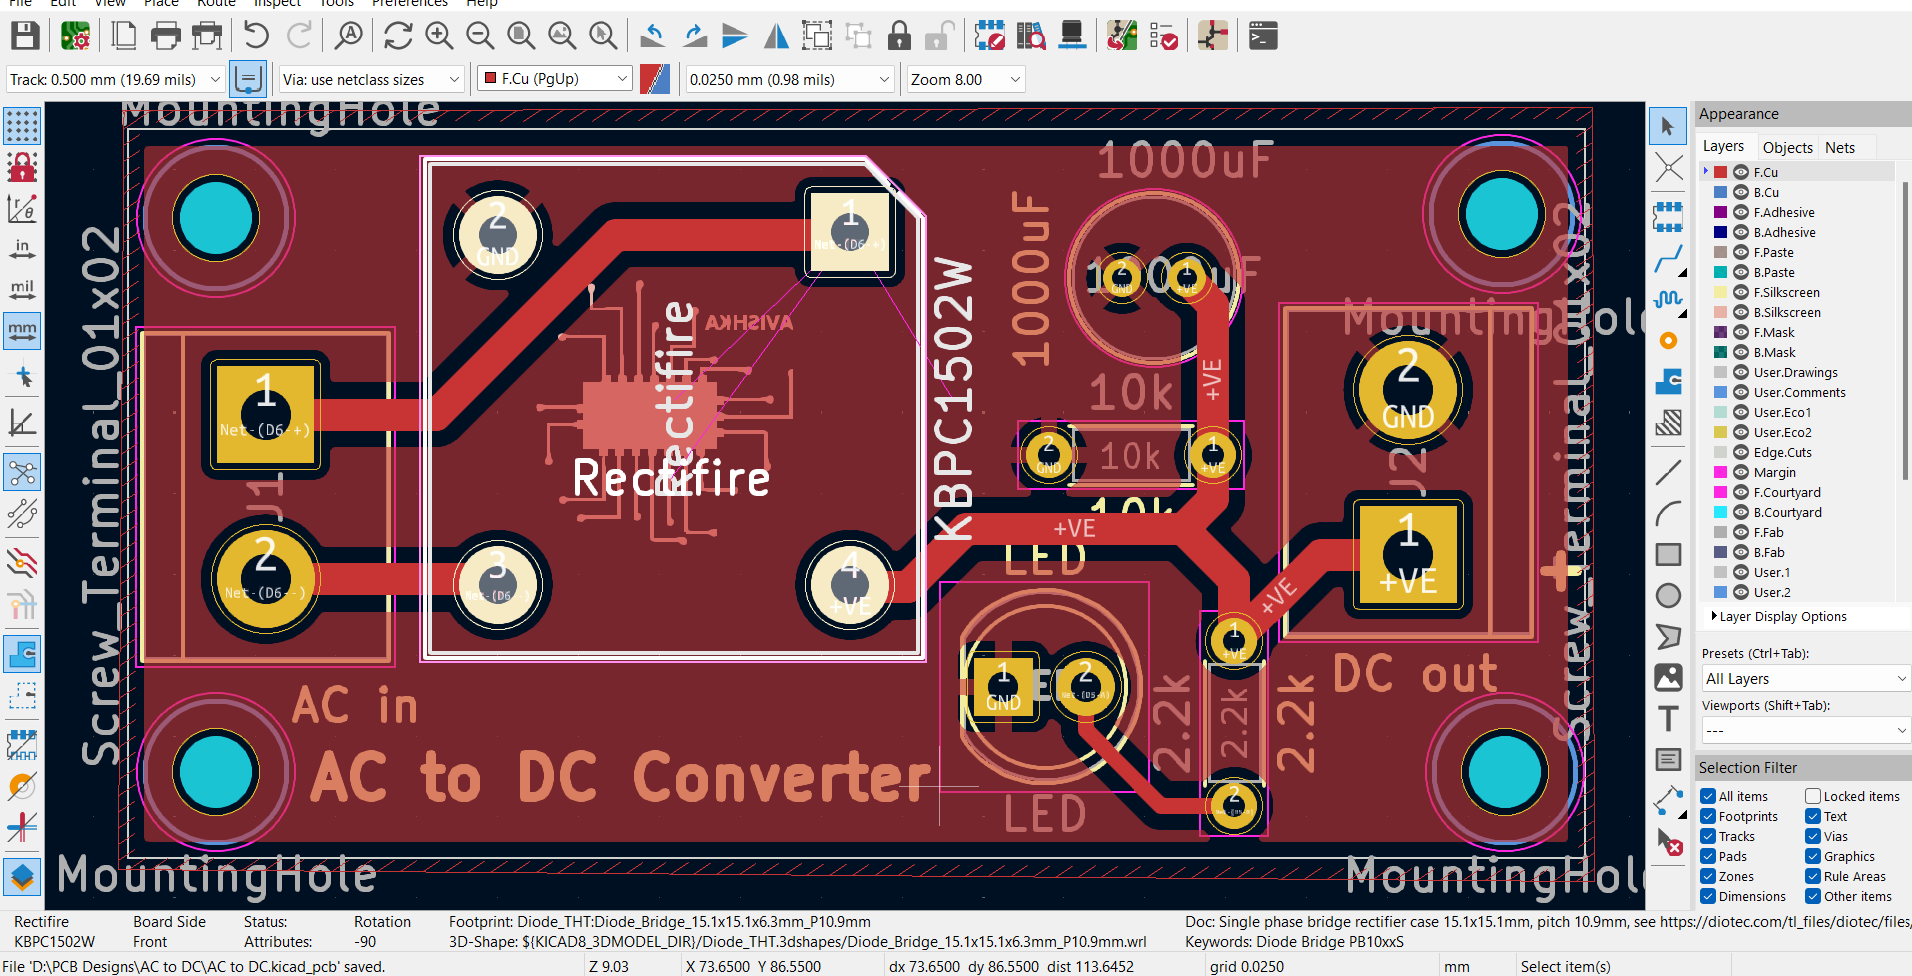 File Edit View Place Route Inspect Tools Preferences Help
Track: 0.500 mm (19.69 mils)
Via: use netclass sizes
F.Cu (PgUp)
0.0250 mm (0.98 mils)
Zoom 8.00
in
mil
mm
MountingHole
1000uF
1000uF
1000uF
Screw_Terminal_01x02
2
GND
1
Net-(D6-+)
2
GND
1
+VE
AVISHKA
Rectifire
Rectifire
KBPC1502W
MountingHol
2
GND
1
Net-(D6-+)
J1
+VE
10k
2
GND
10k
1
+VE
10k
J2
2
Net-(D6--)
3
Net-(D6--)
4
+VE
+VE
LED
+VE
1
+VE
+
Screw_Terminal_01x02
1
+VE
1
GND
2
Net-(D5-A)
2.2k
2.2k
2.2k
2
DC out
AC in
AC to DC Converter
LED
MountingHole
MountingHol
Appearance
Layers Objects Nets
F.Cu
B.Cu
F.Adhesive
B.Adhesive
F.Paste
B.Paste
F.Silkscreen
B.Silkscreen
F.Mask
B.Mask
User.Drawings
User.Comments
User.Eco1
User.Eco2
Edge.Cuts
Margin
F.Courtyard
B.Courtyard
F.Fab
B.Fab
User.1
User.2
Layer Display Options
Presets (Ctrl+Tab):
All Layers
Viewports (Shift+Tab):
---
Selection Filter
All items Locked items
Footprints Text
Tracks Vias
Pads Graphics
Zones Rule Areas
Dimensions Other items
Rectifire Board Side Status: Rotation Footprint: Diode_THT:Diode_Bridge_15.1x15.1x6.3mm_P10.9mm Doc: Single phase bridge rectifier case 15.1x15.1mm, pitch 10.9mm, see https://diotec.com/tl_files/diotec/files/
KBPC1502W Front Attributes: -90 3D-Shape: ${KICAD8_3DMODEL_DIR}/Diode_THT.3dshapes/Diode_Bridge_15.1x15.1x6.3mm_P10.9mm.wrl Keywords: Diode Bridge PB10xxS
File 'D:\PCB Designs\AC to DC\AC to DC.kicad_pcb' saved. Z 9.03 X 73.6500 Y 86.5500 dx 73.6500 dy 86.5500 dist 113.6452 grid 0.0250 mm Select item(s)